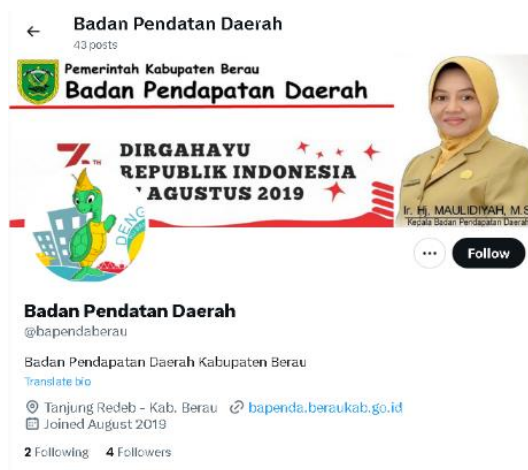 Badan Pendatan Daerah
43 posts
Pemerintah Kabupaten Berau
Badan Pendapatan Daerah
TH
DIRGAHAYU
REPUBLIK INDONESIA
AGUSTUS 2019
DENG
Ir. Hj. MAULIDIYAH, M.S
Kepala Badan Pendapatan Daerah
Follow
Badan Pendatan Daerah
@bapendaberau
Badan Pendapatan Daerah Kabupaten Berau
Translate bio
Tanjung Redeb - Kab. Berau bapenda.beraukab.go.id
Joined August 2019
2 Following 4 Followers